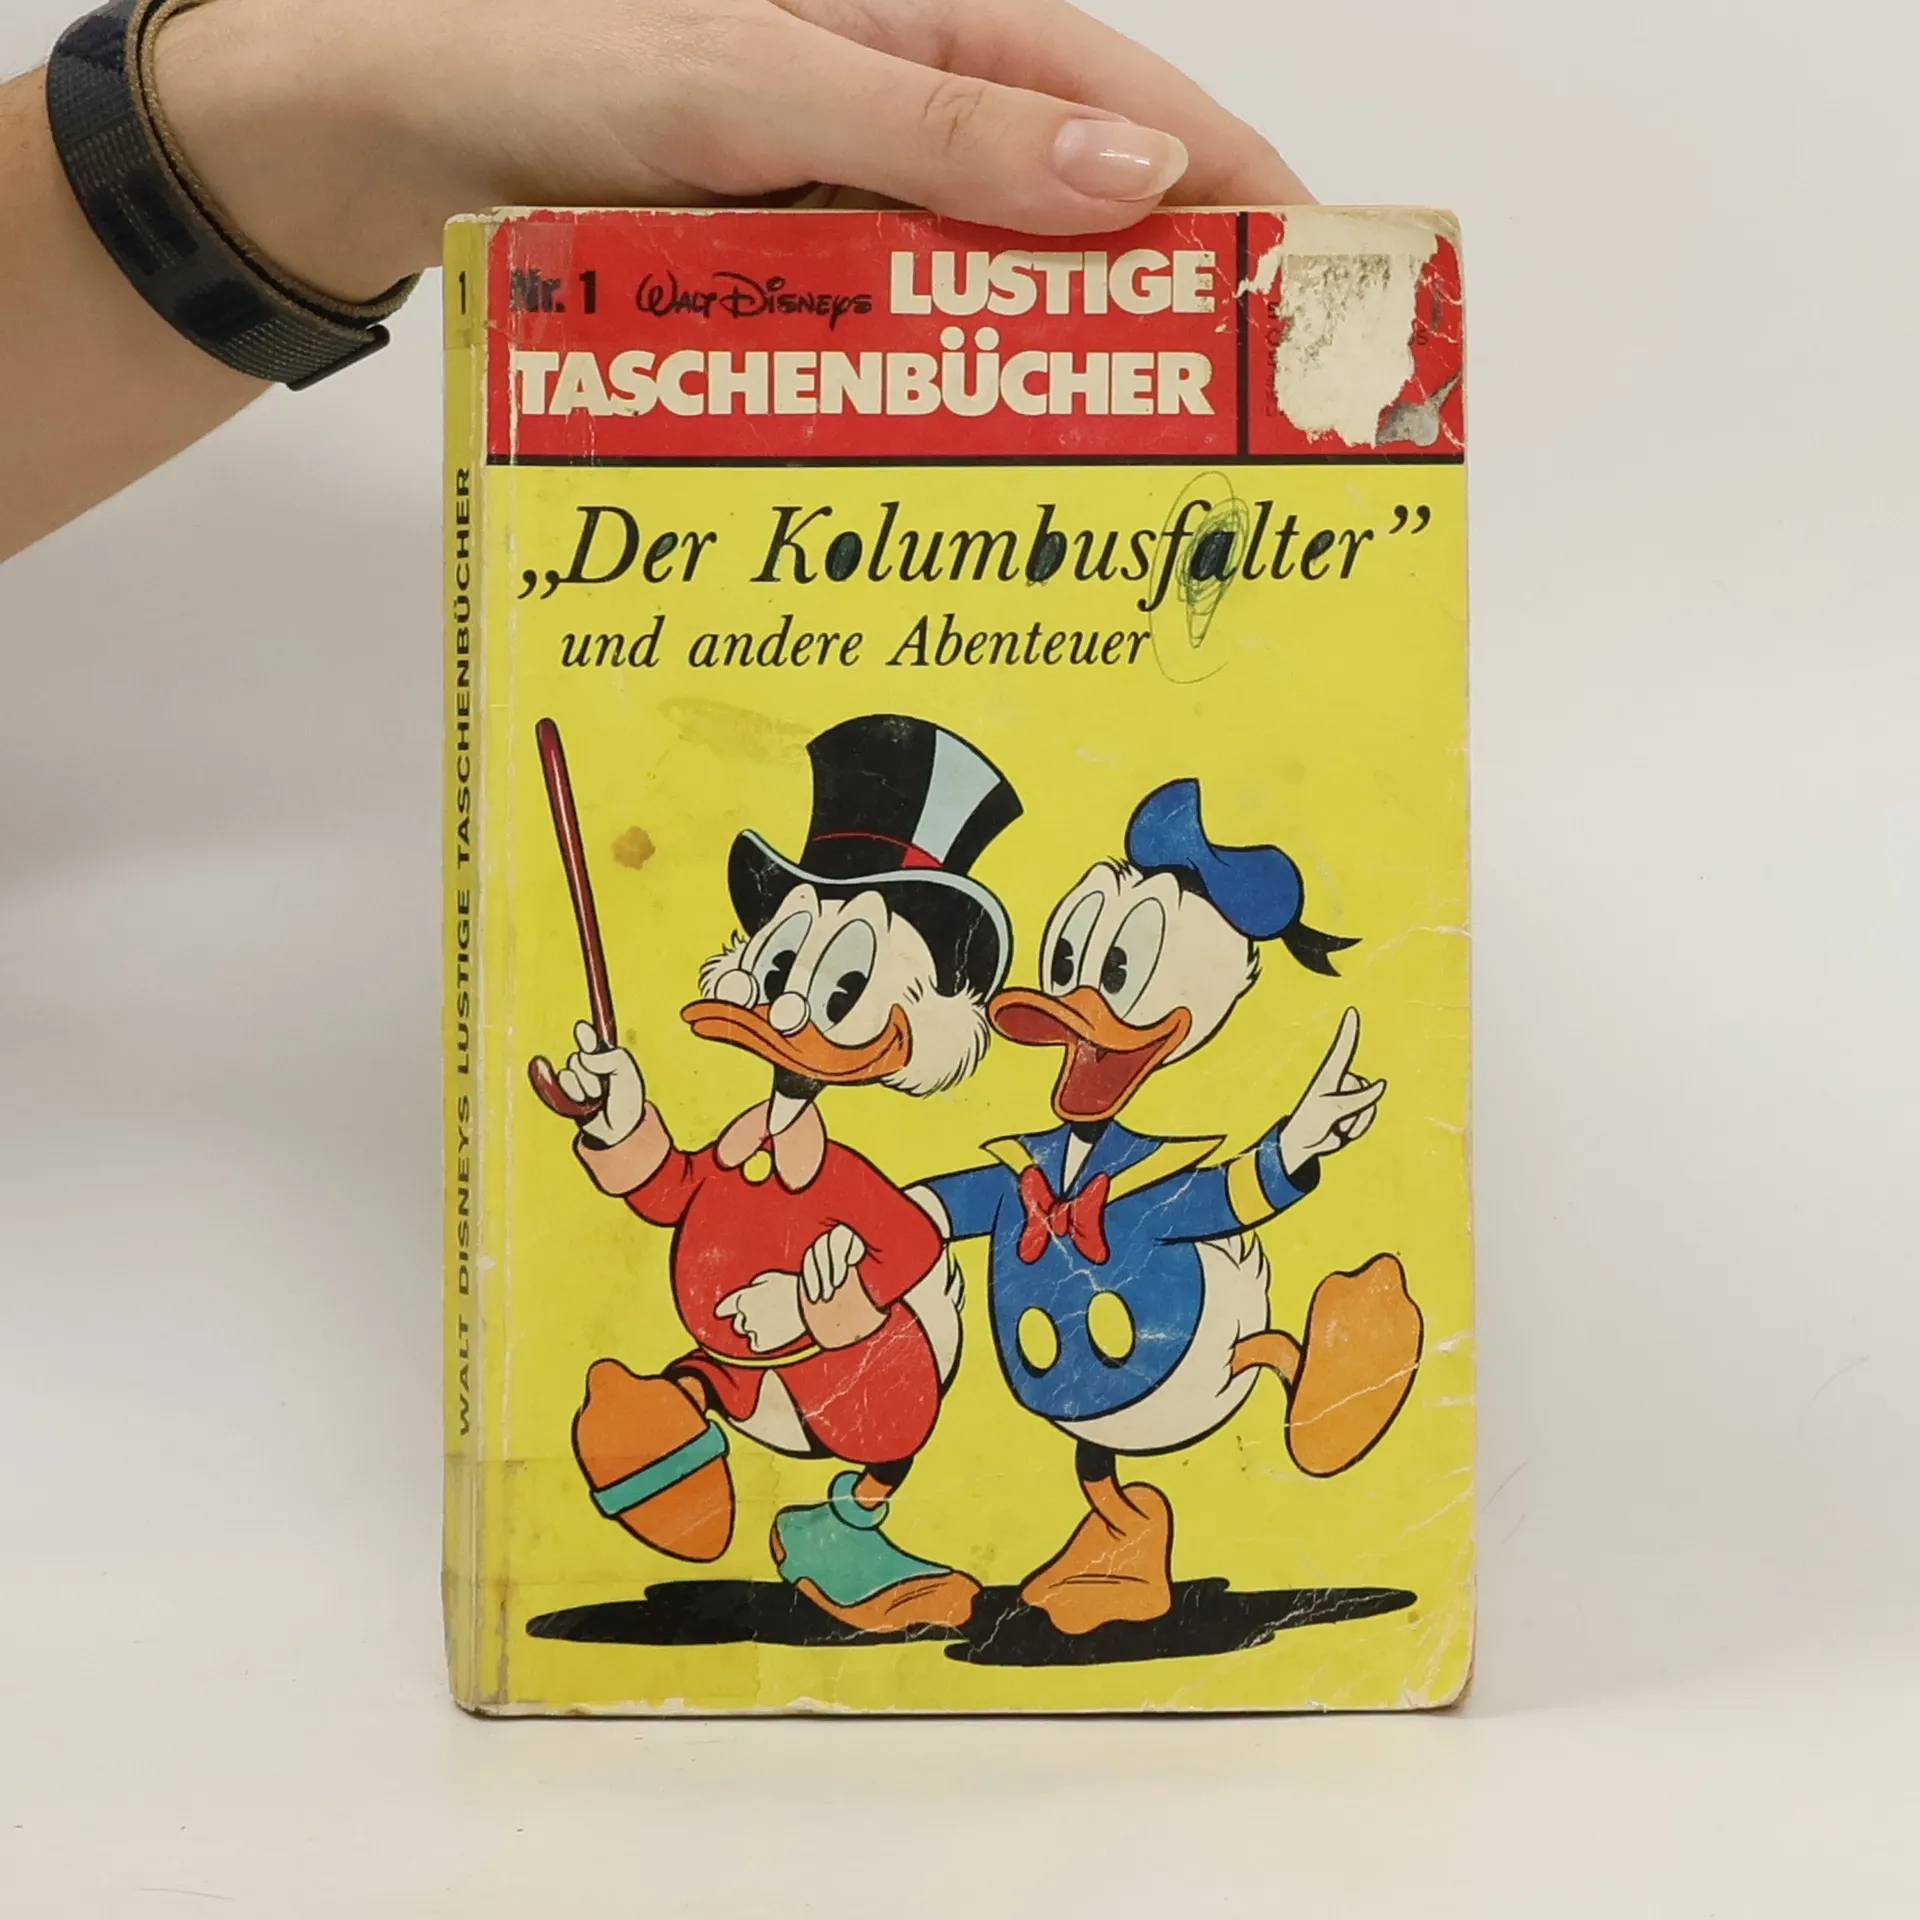 1
Nr. 1 WALT DISNEYS LUSTIGE
TASCHENBÜCHER
„Der Kolumbusfalter”
und andere Abenteuer
WALT DISNEYS LUSTIGE TASCHENBÜCHER